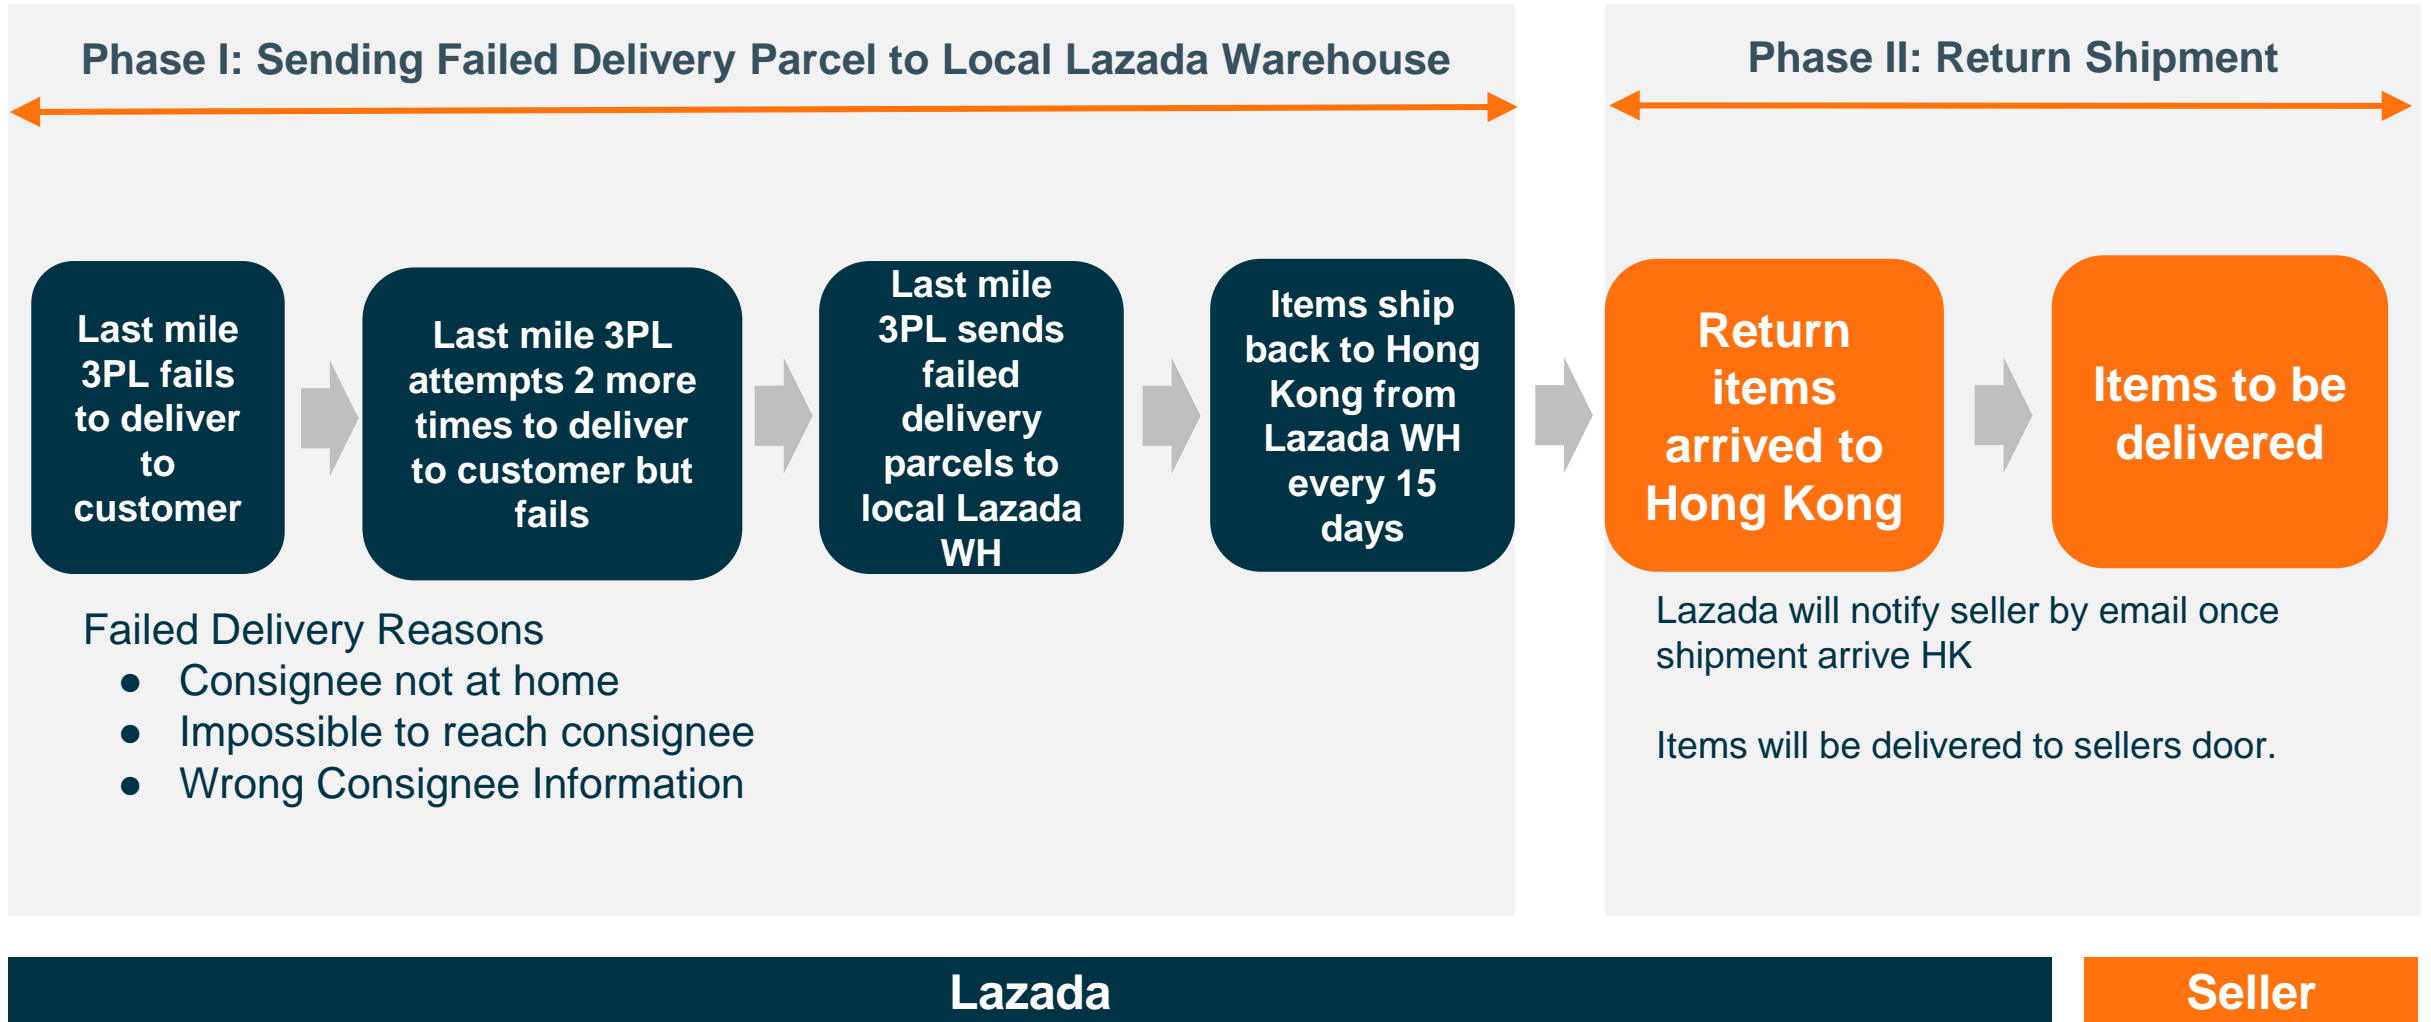 Phase I: Sending Failed Delivery Parcel to Local Lazada Warehouse
Phase II: Return Shipment
Last mile
3PL fails
to deliver
to
customer
Last mile 3PL
attempts 2 more
times to deliver
to customer but
fails
Last mile
3PL sends
failed
delivery
parcels to
local Lazada
WH
Items ship
back to Hong
Kong from
Lazada WH
every 15
days
Return
items
arrived to
Hong Kong
Items to be
delivered
Failed Delivery Reasons
● Consignee not at home
● Impossible to reach consignee
● Wrong Consignee Information
Lazada will notify seller by email once
shipment arrive HK
Items will be delivered to sellers door.
Lazada
Seller